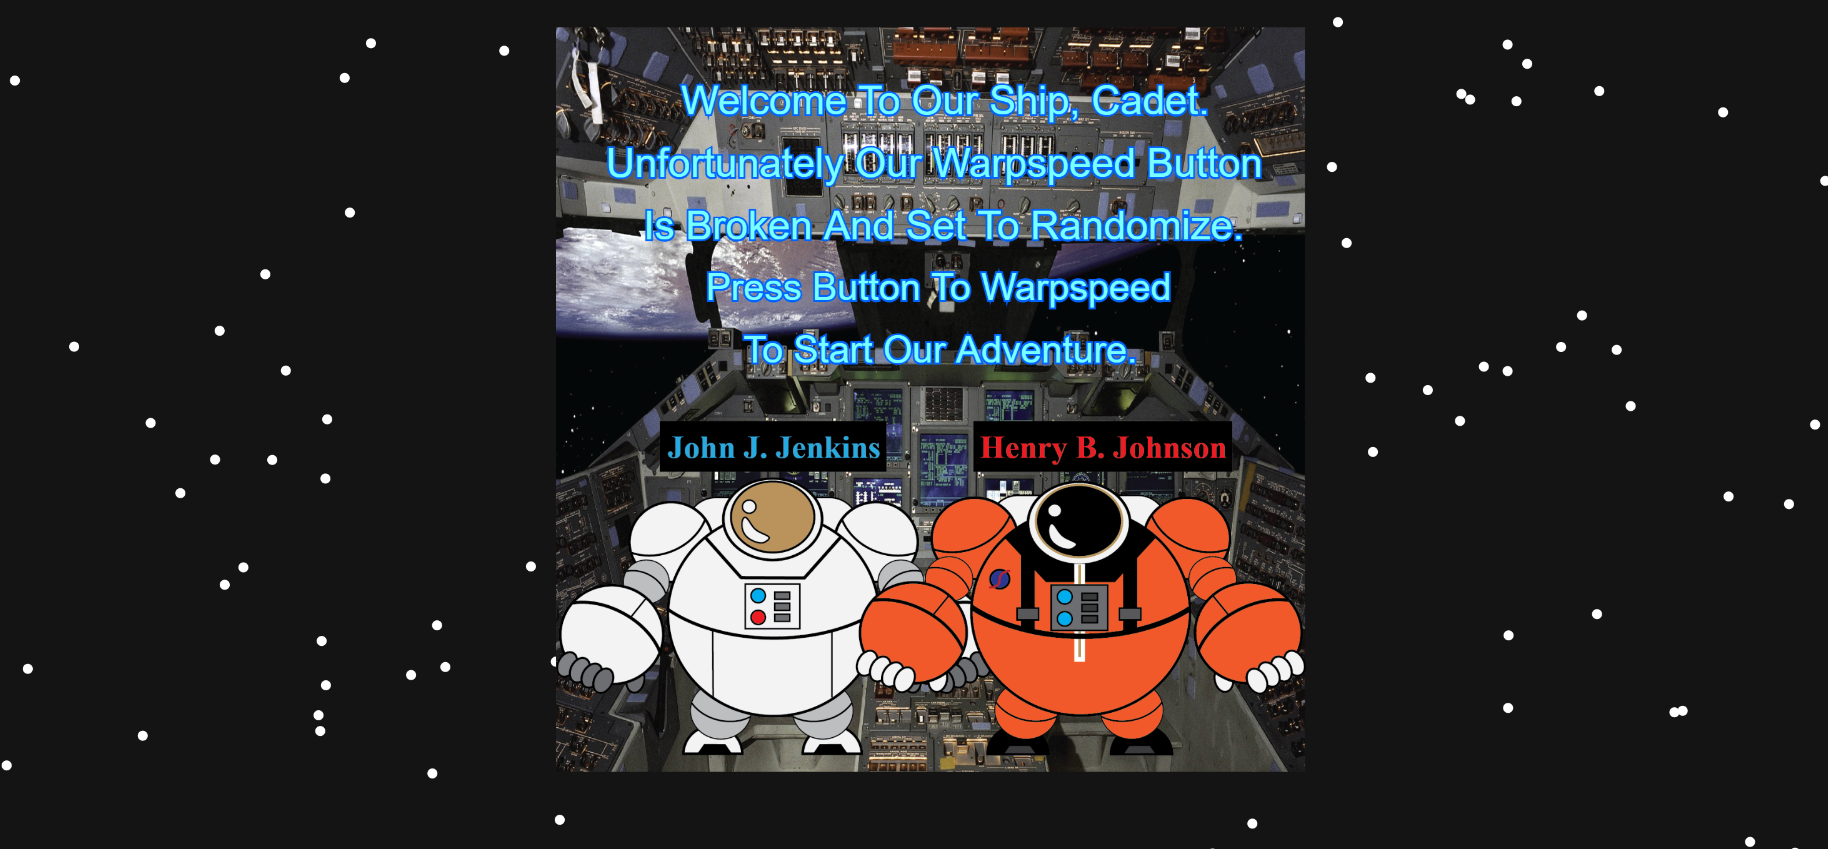 Welcome To Our Ship, Cadet.
Unfortunately Our Warpspeed Button
Is Broken And Set To Randomize.
Press Button To Warpspeed
To Start Our Adventure.
John J. Jenkins
Henry B. Johnson